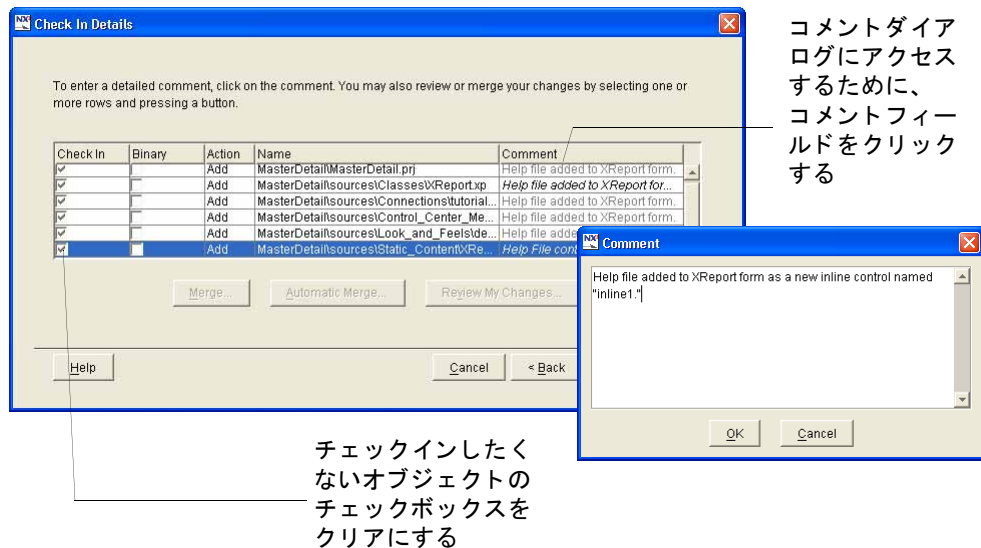 Check In Details
コメントダイア
ログにアクセス
するために、
コメントフィー
ルドをクリック
する
To enter a detailed comment, click on the comment. You may also review or merge your changes by selecting one or
more rows and pressing a button.
Check In Binary Action Name Comment
Add MasterDetail\MasterDetail.prj Help file added to XReport form.
Add MasterDetail\sources\Classes\XReport.xp Help file added to XReport for...
Add MasterDetail\sources\Connections\tutorial... Help file added to XReport form.
Add MasterDetail\sources\Control_Center_Me... Help file added to XReport form.
Add MasterDetail\sources\Look_and_Feels\de... Help file adde
Add MasterDetail\sources\Static_Content\XRe... Help File con
Merge... Automatic Merge... Review My Changes...
Help Cancel < Back
Comment
Help file added to XReport form as a new inline control named
"inline1."
OK Cancel
チェックインしたく
ないオブジェクトの
チェックボックスを
クリアにする